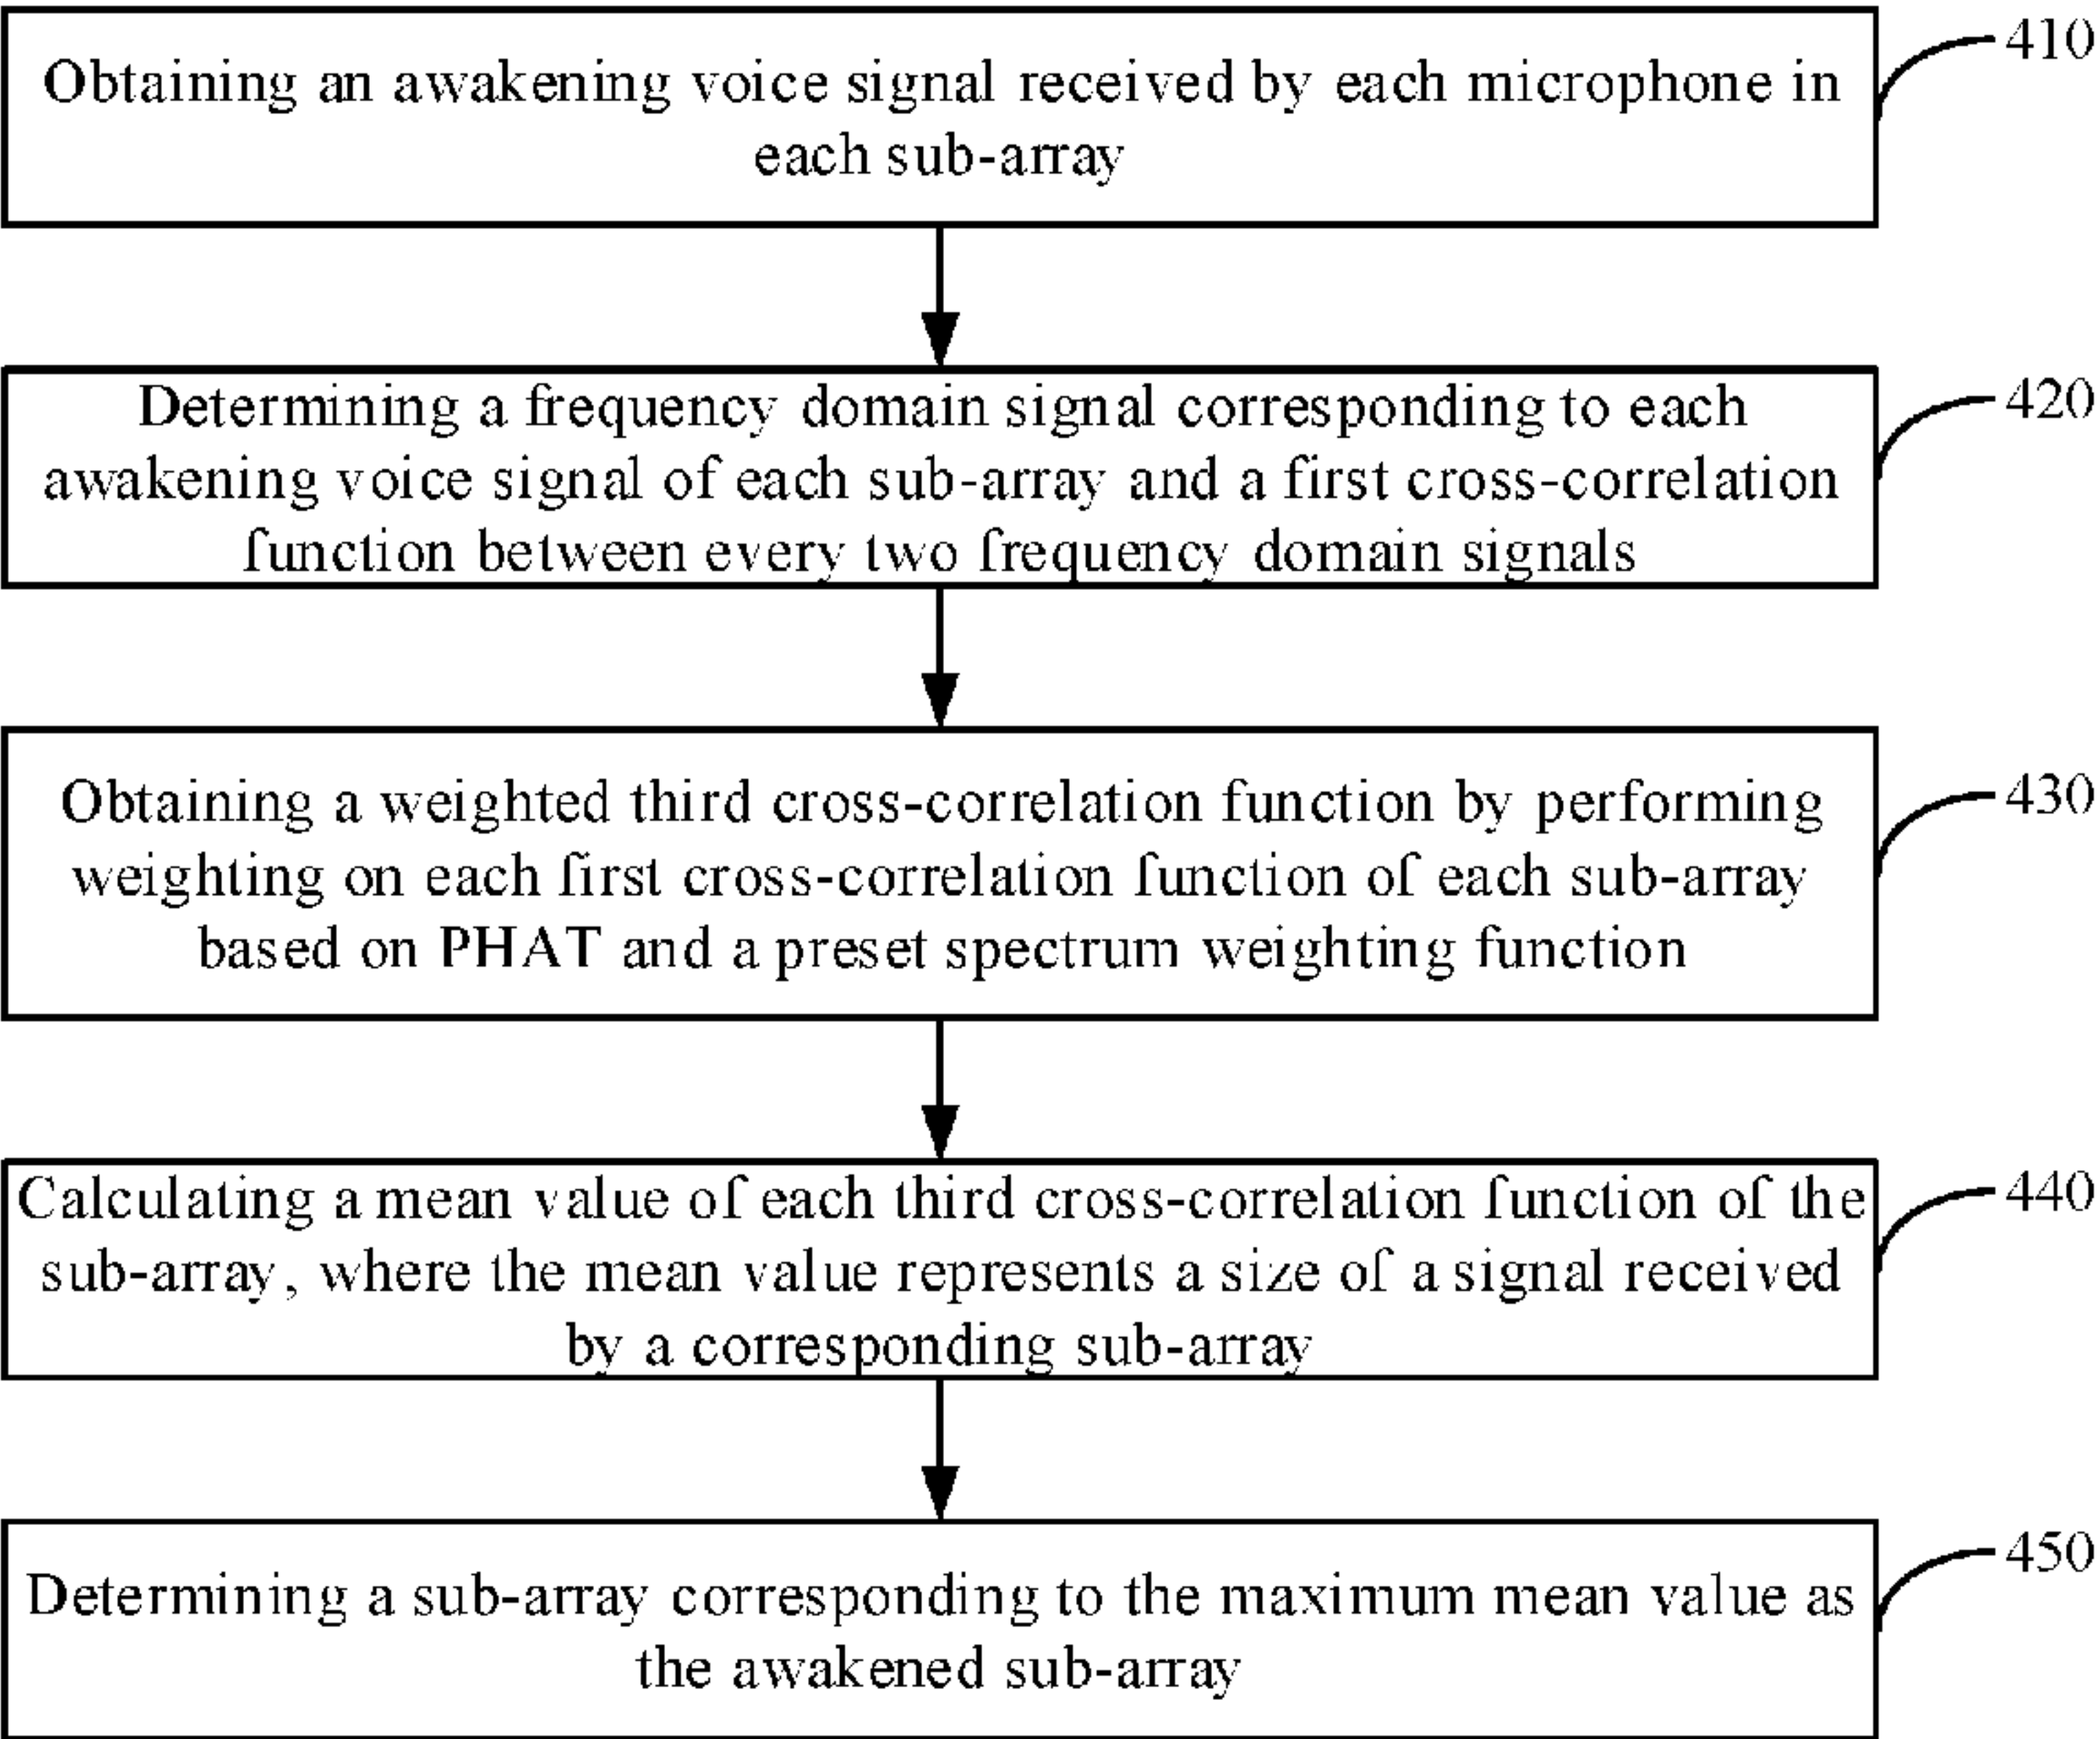 Obtaining an awakening voice signal received by each microphone in
each sub-array
410
Determining a frequency domain signal corresponding to each
awakening voice signal of each sub-array and a first cross-correlation
function between every two frequency domain signals
420
Obtaining a weighted third cross-correlation function by performing
weighting on each first cross-correlation function of each sub-array
based on PHAT and a preset spectrum weighting function
430
Calculating a mean value of each third cross-correlation function of the
sub-array, where the mean value represents a size of a signal received
by a corresponding sub-array
440
Determining a sub-array corresponding to the maximum mean value as
the awakened sub-array
450